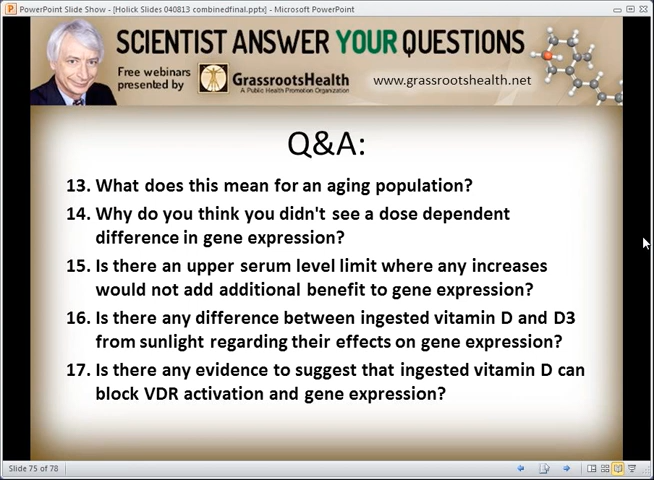 PowerPoint Slide Show - [Holick Slides 040813 combinedfinal.pptx] - Microsoft PowerPoint
SCIENTIST ANSWER YOUR QUESTIONS
Free webinars
presented by
GrassrootsHealth
A Public Health Promotion Organization
www.grassrootshealth.net
Q&A:
13. What does this mean for an aging population?
14. Why do you think you didn't see a dose dependent
difference in gene expression?
15. Is there an upper serum level limit where any increases
would not add additional benefit to gene expression?
16. Is there any difference between ingested vitamin D and D3
from sunlight regarding their effects on gene expression?
17. Is there any evidence to suggest that ingested vitamin D can
block VDR activation and gene expression?
Slide 75 of 78